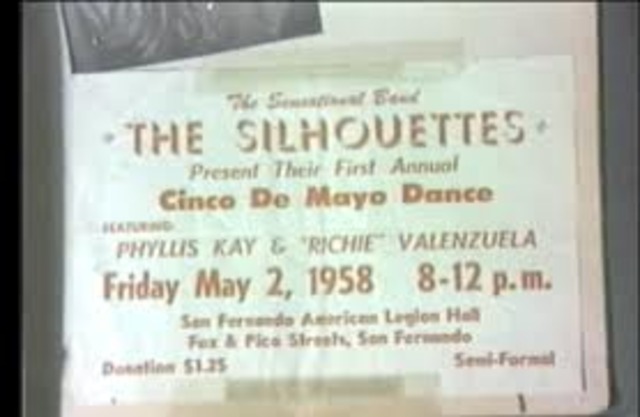 The Sensational Band
THE SILHOUETTES
Present Their First Annual
Cinco De Mayo Dance
FEATURING:
PHYLLIS KAY & "RICHIE" VALENZUELA
Friday May 2, 1958 8-12 p.m.
San Fernando American Legion Hall
Fox & Pico Streets, San Fernando
Donation $1.25 Semi-Formal